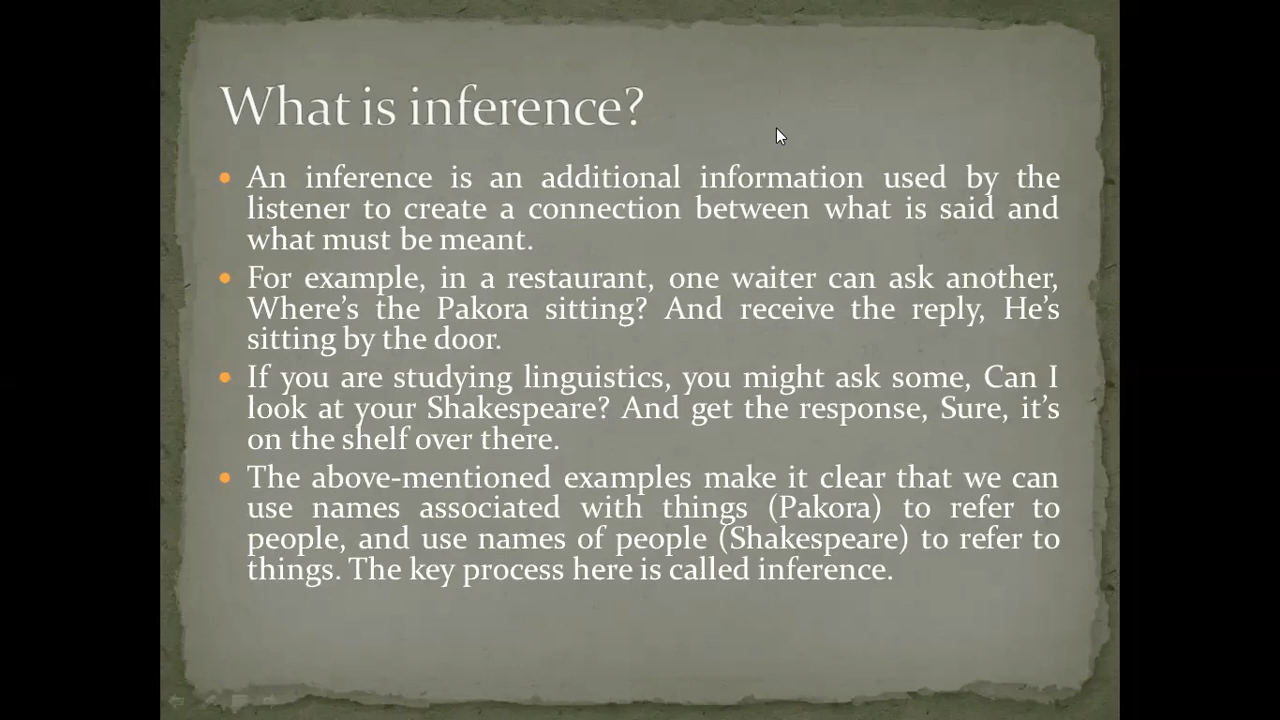 What is inference?
An inference is an additional information used by the
listener to create a connection between what is said and
what must be meant.
For example, in a restaurant, one waiter can ask another,
Where’s the Pakora sitting? And receive the reply, He’s
sitting by the door.
If you are studying linguistics, you might ask some, Can I
look at your Shakespeare? And get the response, Sure, it’s
on the shelf over there.
The above-mentioned examples make it clear that we can
use names associated with things (Pakora) to refer to
people, and use names of people (Shakespeare) to refer to
things. The key process here is called inference.